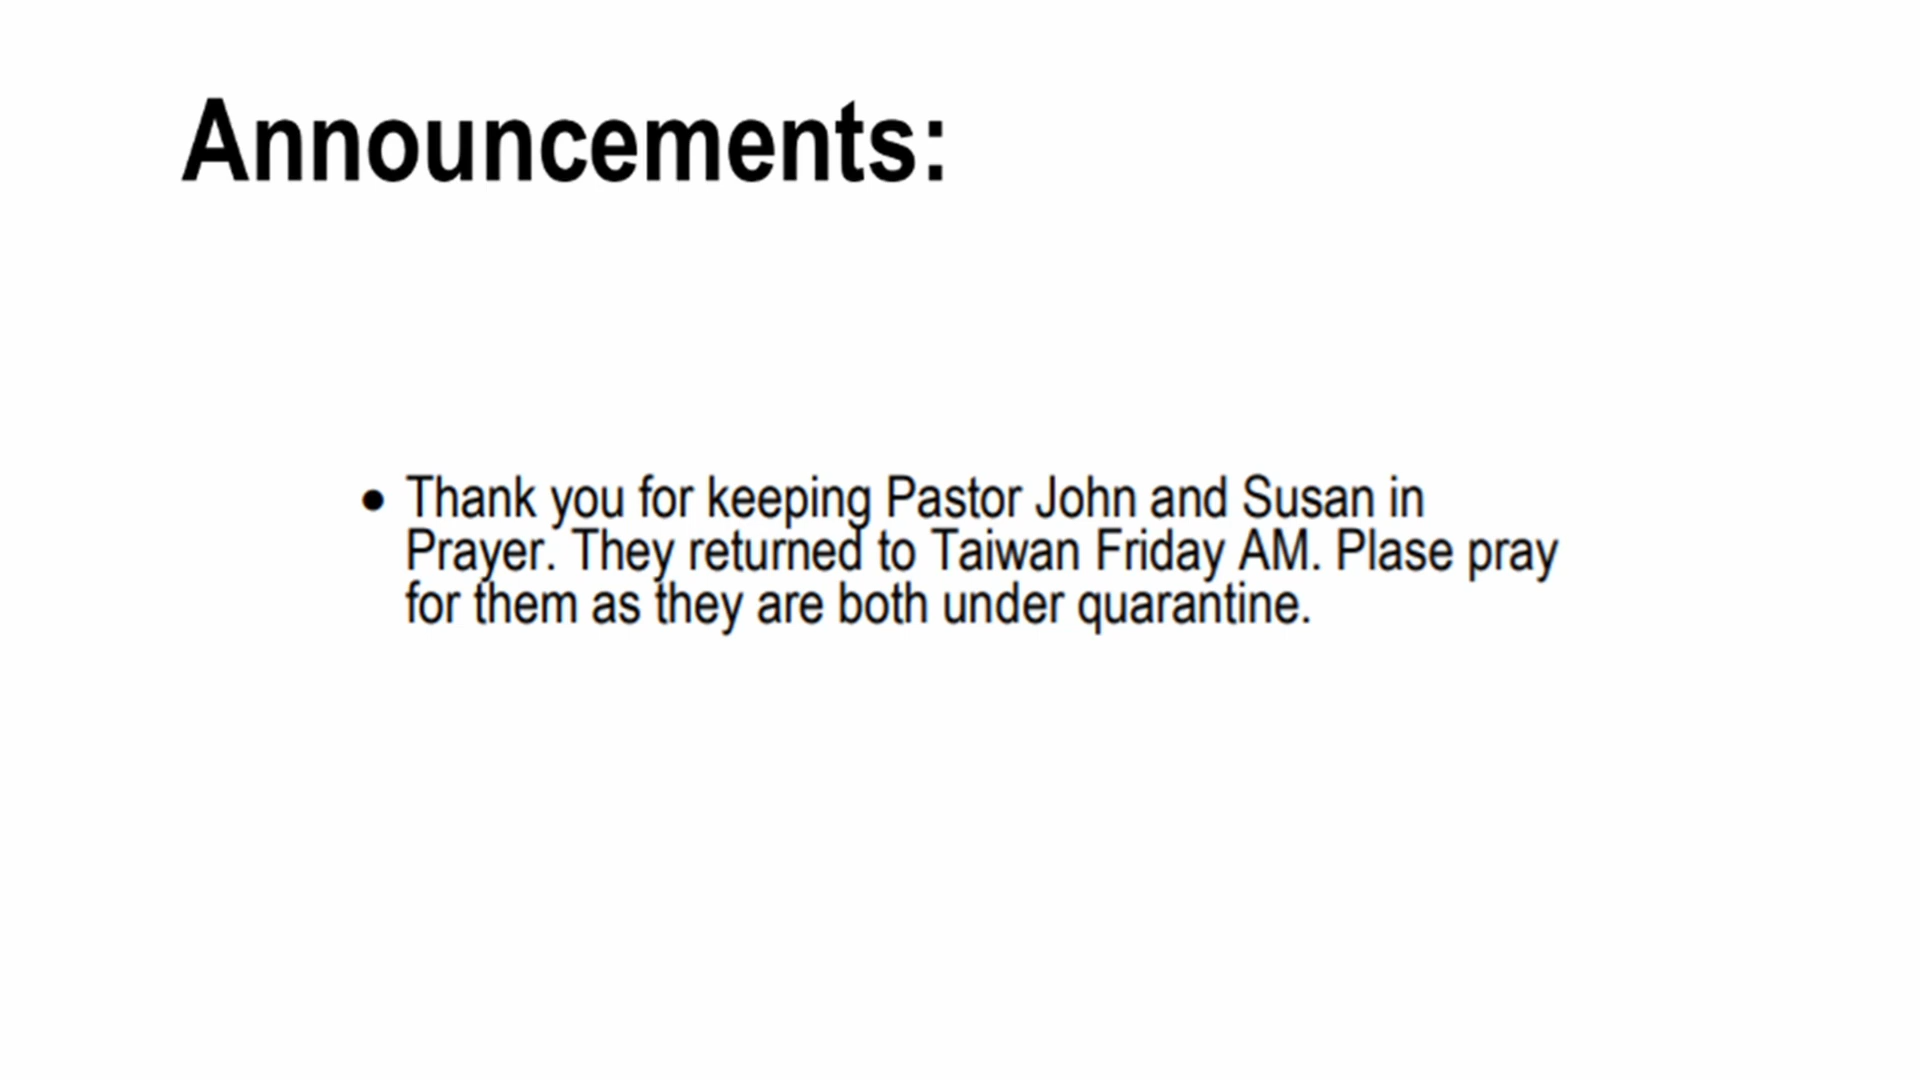 Announcements:
• Thank you for keeping Pastor John and Susan in
Prayer. They returned to Taiwan Friday AM. Plase pray
for them as they are both under quarantine.